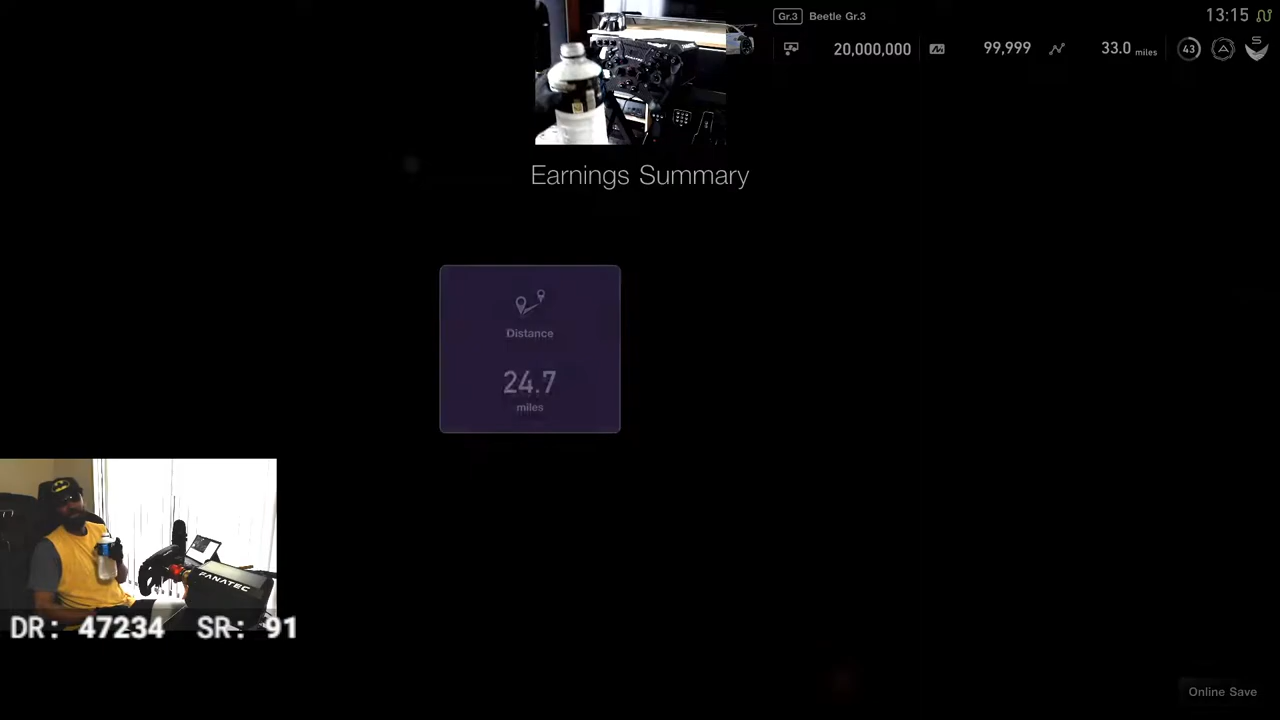 Gr.3 Beetle Gr.3
13:15
20,000,000
99,999
33.0 miles
43
A
S
Earnings Summary
Distance
24.7
miles
FANATEC
DR: 47234 SR: 91
Online Save